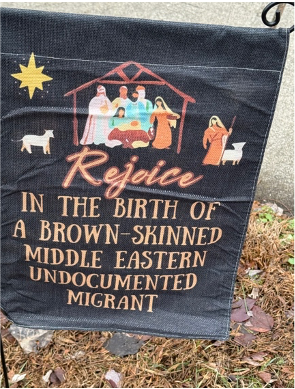 Rejoice
IN THE BIRTH OF
A BROWN-SKINNED
MIDDLE EASTERN
UNDOCUMENTED
MIGRANT